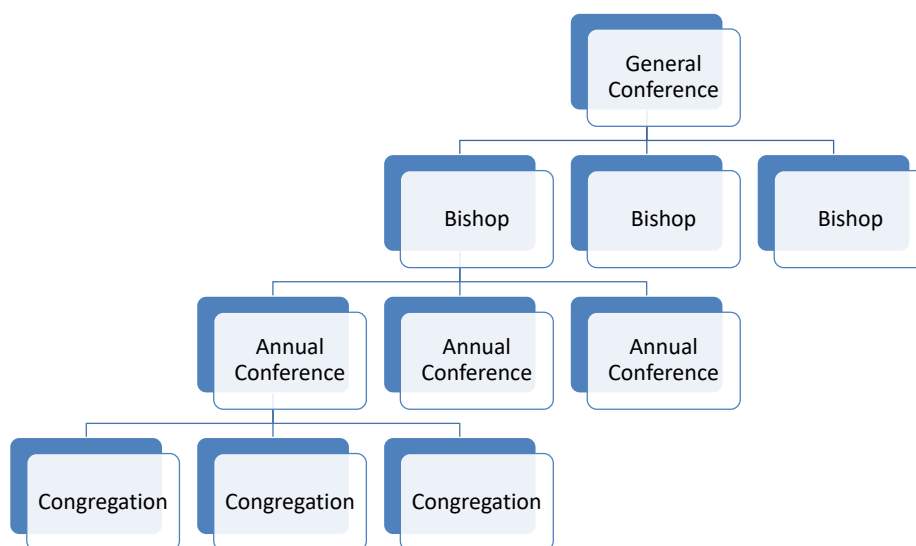 General
Conference
Bishop
Bishop
Bishop
Annual
Conference
Annual
Conference
Annual
Conference
Congregation
Congregation
Congregation